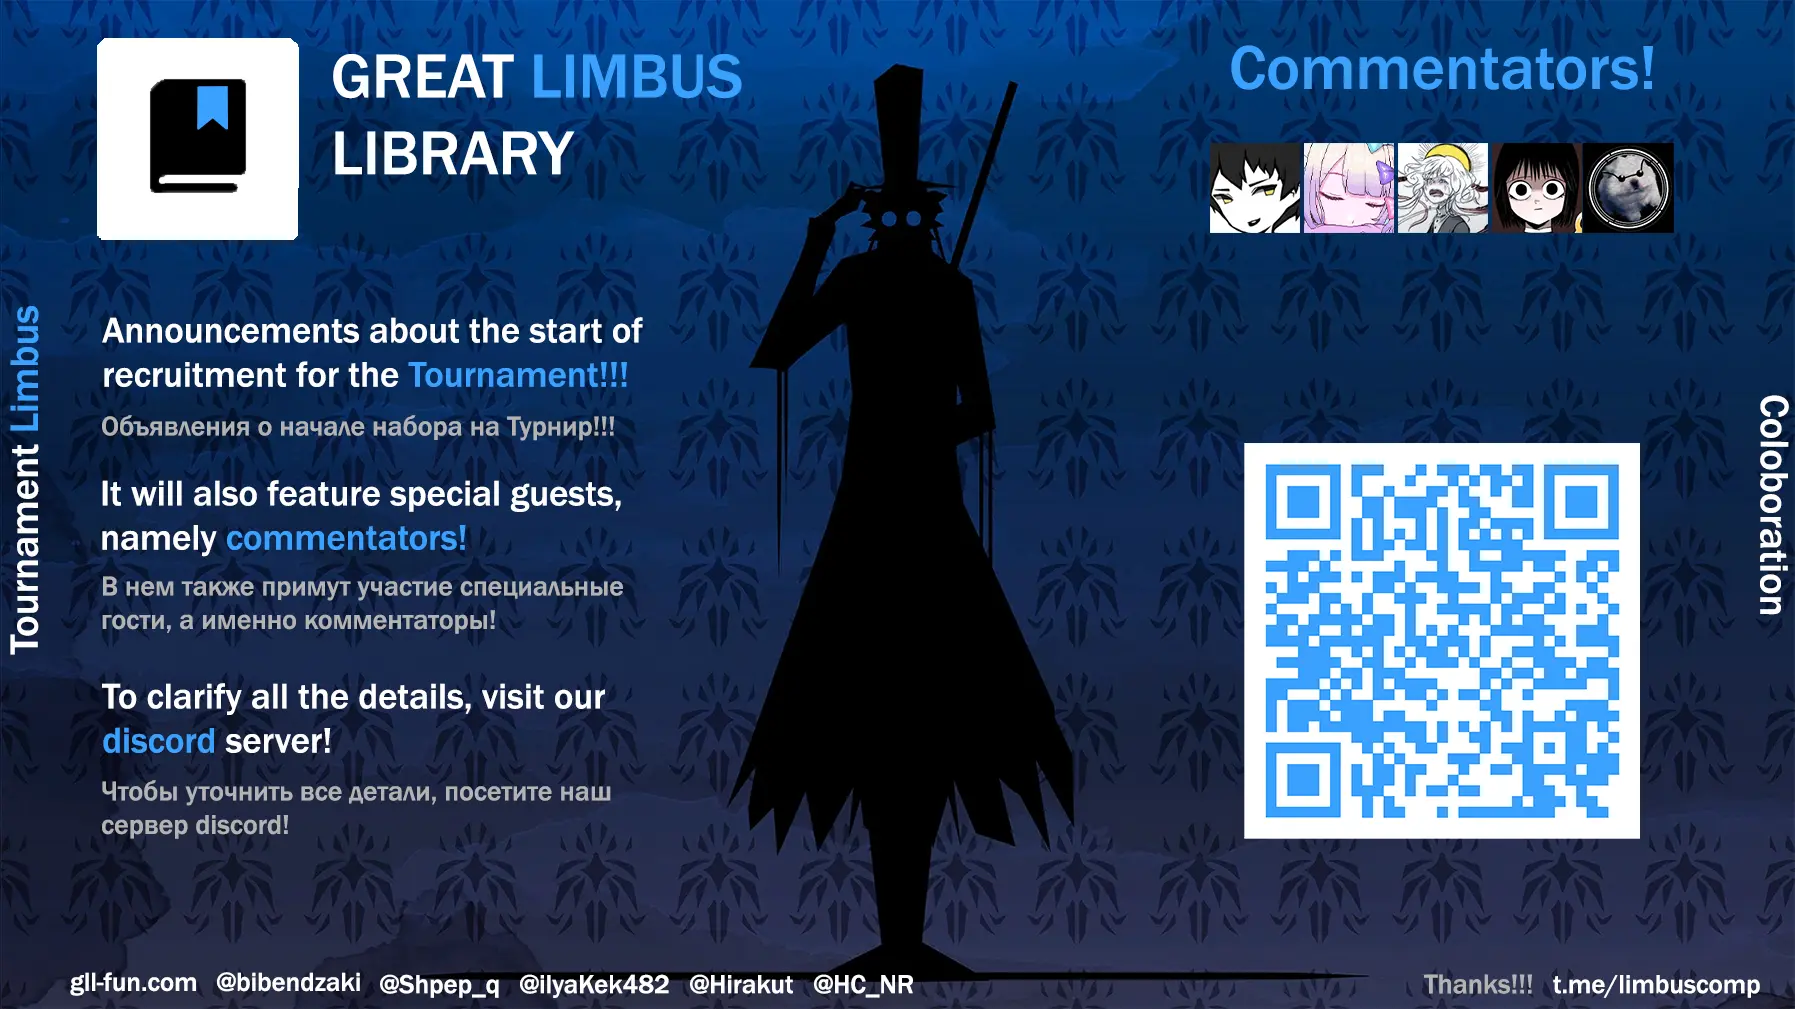 GREAT LIMBUS
LIBRARY
Commentators!
Announcements about the start of
recruitment for the Tournament!!!
Объявления о начале набора на Турнир!!!
It will also feature special guests,
namely commentators!
В нем также примут участие специальные
гости, а именно комментаторы!
To clarify all the details, visit our
discord server!
Чтобы уточнить все детали, посетите наш
сервер discord!
Tournament Limbus
Coloboration
gll-fun.com @bibendzaki @Shpep_q @ilyaKek482 @Hirakut @HC_NR
Thanks!!! t.me/limbuscomp